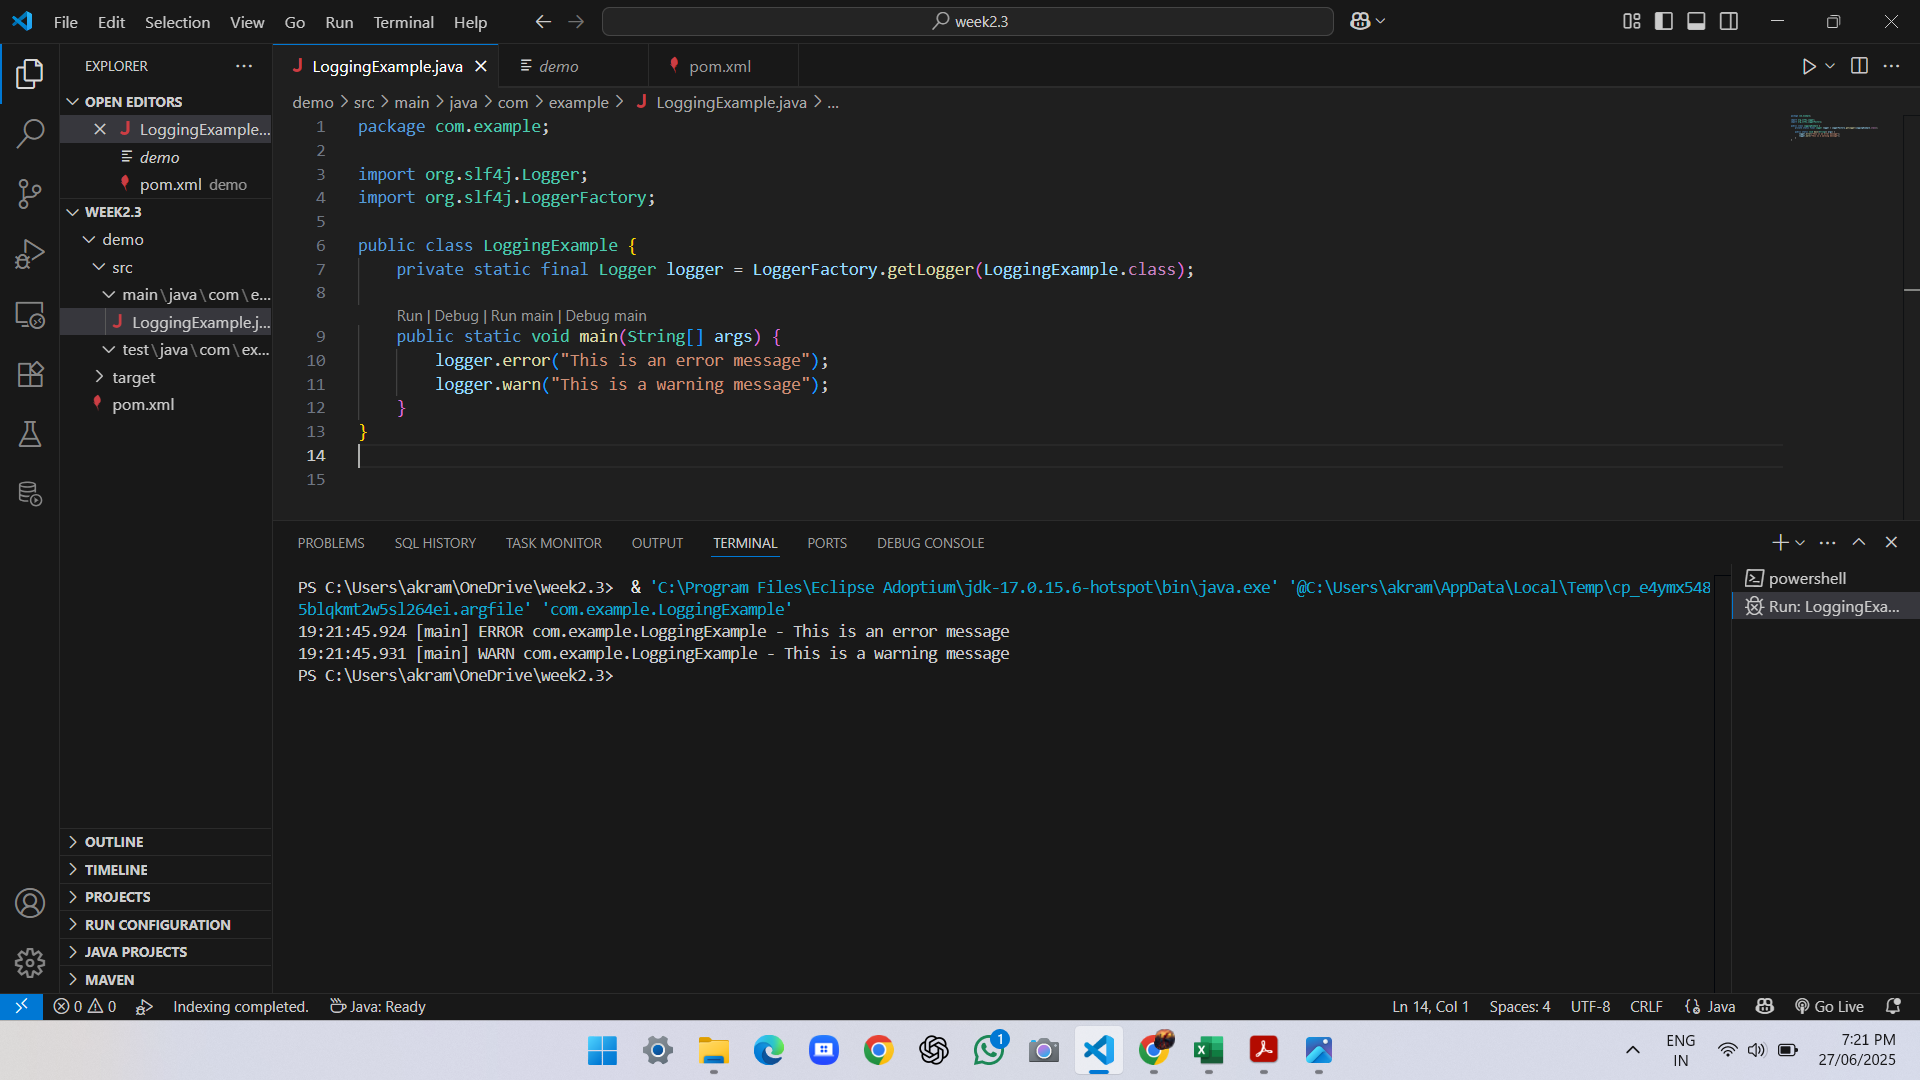 File Edit Selection View Go Run Terminal Help
week2.3
EXPLORER
OPEN EDITORS
LoggingExample...
demo
pom.xml demo
WEEK2.3
demo
src
main\java\com\e...
LoggingExample.j...
test\java\com\ex...
target
pom.xml
OUTLINE
TIMELINE
PROJECTS
RUN CONFIGURATION
JAVA PROJECTS
MAVEN
LoggingExample.java demo pom.xml
demo > src > main > java > com > example > LoggingExample.java > ...
1 package com.example;
2
3 import org.slf4j.Logger;
4 import org.slf4j.LoggerFactory;
5
6 public class LoggingExample {
7 private static final Logger logger = LoggerFactory.getLogger(LoggingExample.class);
8
Run | Debug | Run main | Debug main
9 public static void main(String[] args) {
10 logger.error("This is an error message");
11 logger.warn("This is a warning message");
12 }
13 }
14
15
PROBLEMS SQL HISTORY TASK MONITOR OUTPUT TERMINAL PORTS DEBUG CONSOLE
PS C:\Users\akram\OneDrive\week2.3> & 'C:\Program Files\Eclipse Adoptium\jdk-17.0.15.6-hotspot\bin\java.exe' '@C:\Users\akram\AppData\Local\Temp\cp_e4ymx548
5blqkmt2w5sl264ei.argfile' 'com.example.LoggingExample'
19:21:45.924 [main] ERROR com.example.LoggingExample - This is an error message
19:21:45.931 [main] WARN com.example.LoggingExample - This is a warning message
PS C:\Users\akram\OneDrive\week2.3>
powershell
Run: LoggingExa...
0 0 Indexing completed. Java: Ready
Ln 14, Col 1 Spaces: 4 UTF-8 CRLF Java Go Live
1
ENG
IN
7:21 PM
27/06/2025